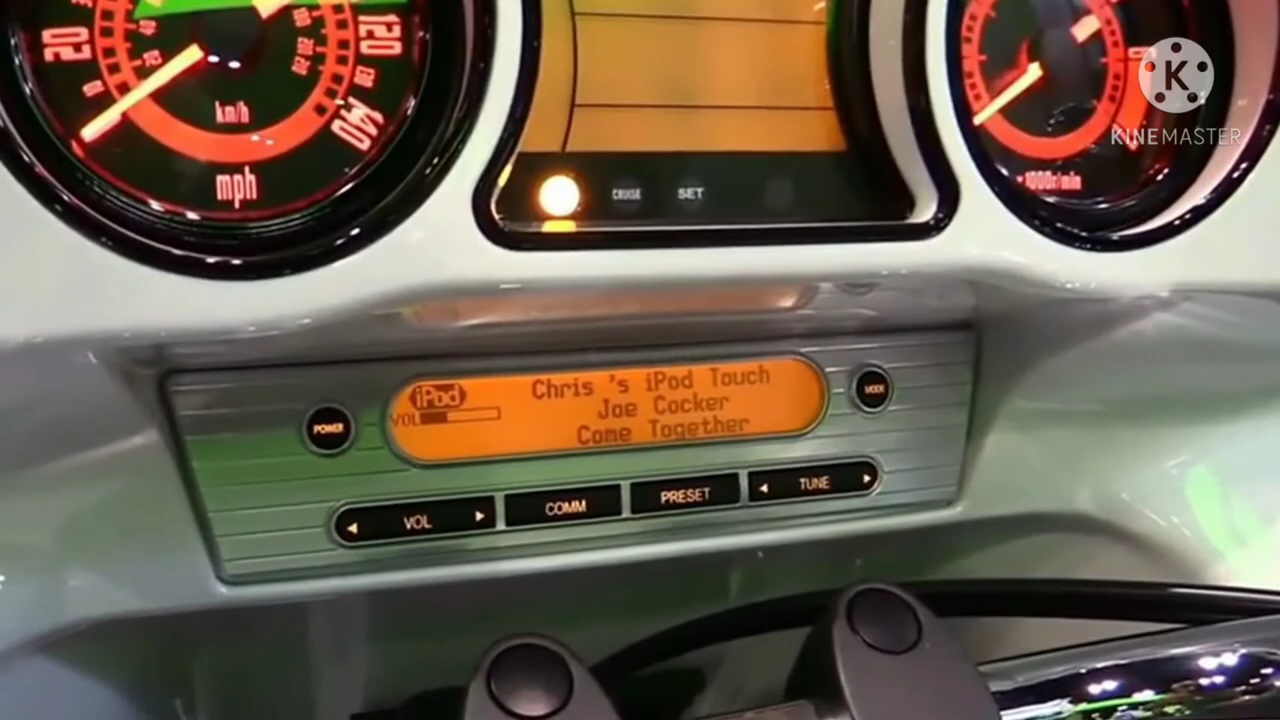 20
120
130
140
km/h
mph
CRUISE
SET
x1000r/min
K
KINEMASTER
iPod
VOL
Chris 's iPod Touch
Joe Cocker
Come Together
POWER
MODE
VOL
COMM
PRESET
TUNE